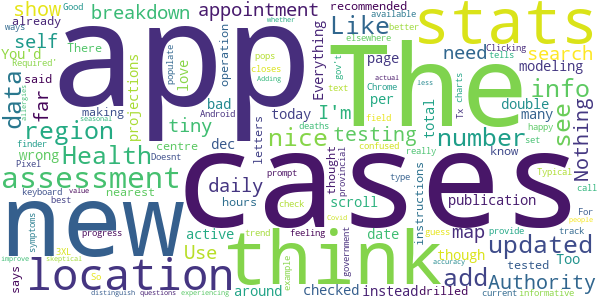 breakdown appointment Like recommended stats
show already self You'd There Good populate love operation said
app The Everything elsewhere available ways whether better Clicking
need search page gov't tells modeling
data far projections pops closes Adding Chrome text per double info
Required Android I'm deaths Tx charts less actual
region tiny bad making today testing total many see Nothing
Health wrong finder centre dec letters nice number field confused really set happy know
assessment Doesnt Pixel nearest daily hours prompt check thought provincial type Typical call
new cases keyboard value best scroll instructions publication
symptoms active Use date government map updated
progress 3XL trend feeling Covid guess though Too tested For people
location think add Authority
says improve skeptical So around checked example instead drilled provide track
distinguish questions experiencing accuracy current informative